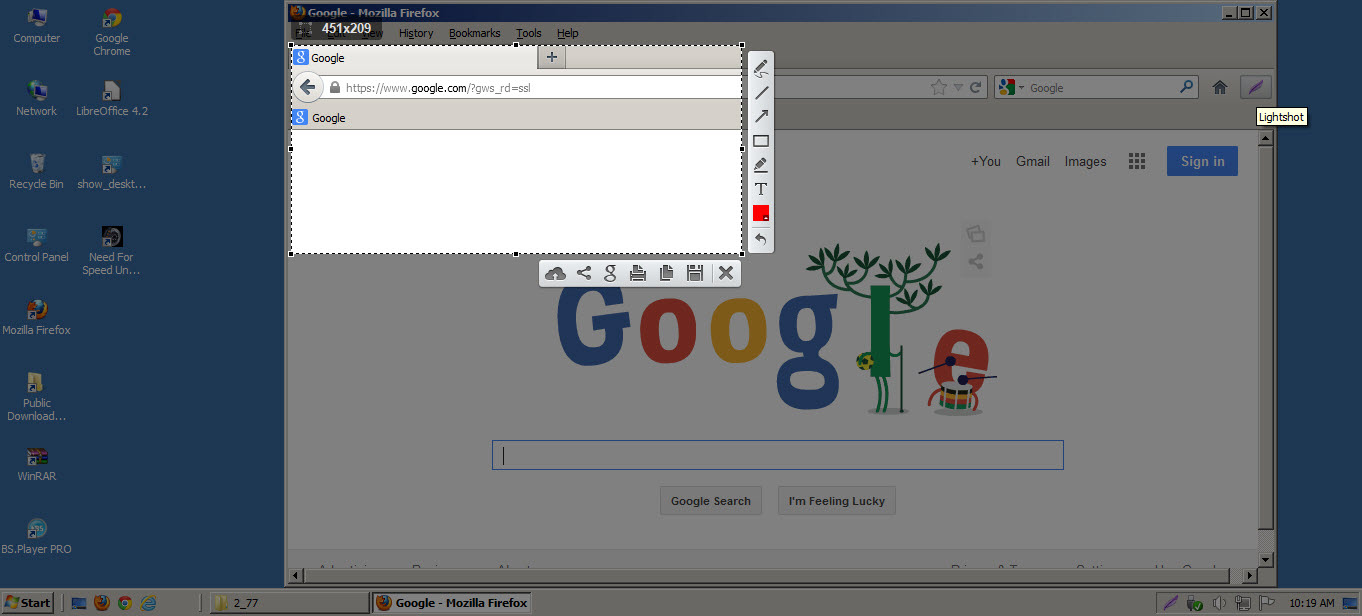 Computer
Google Chrome
Network
LibreOffice 4.2
Recycle Bin
show_deskt...
Control Panel
Need For Speed Un...
Mozilla Firefox
Public Download...
WinRAR
BS.Player PRO
Google - Mozilla Firefox
451x209
History Bookmarks Tools Help
Google
https://www.google.com/?gws_rd=ssl
Google
Google
Lightshot
+You Gmail Images Sign in
T
Google
Google Search I'm Feeling Lucky
Start 2_77 Google - Mozilla Firefox 10:19 AM